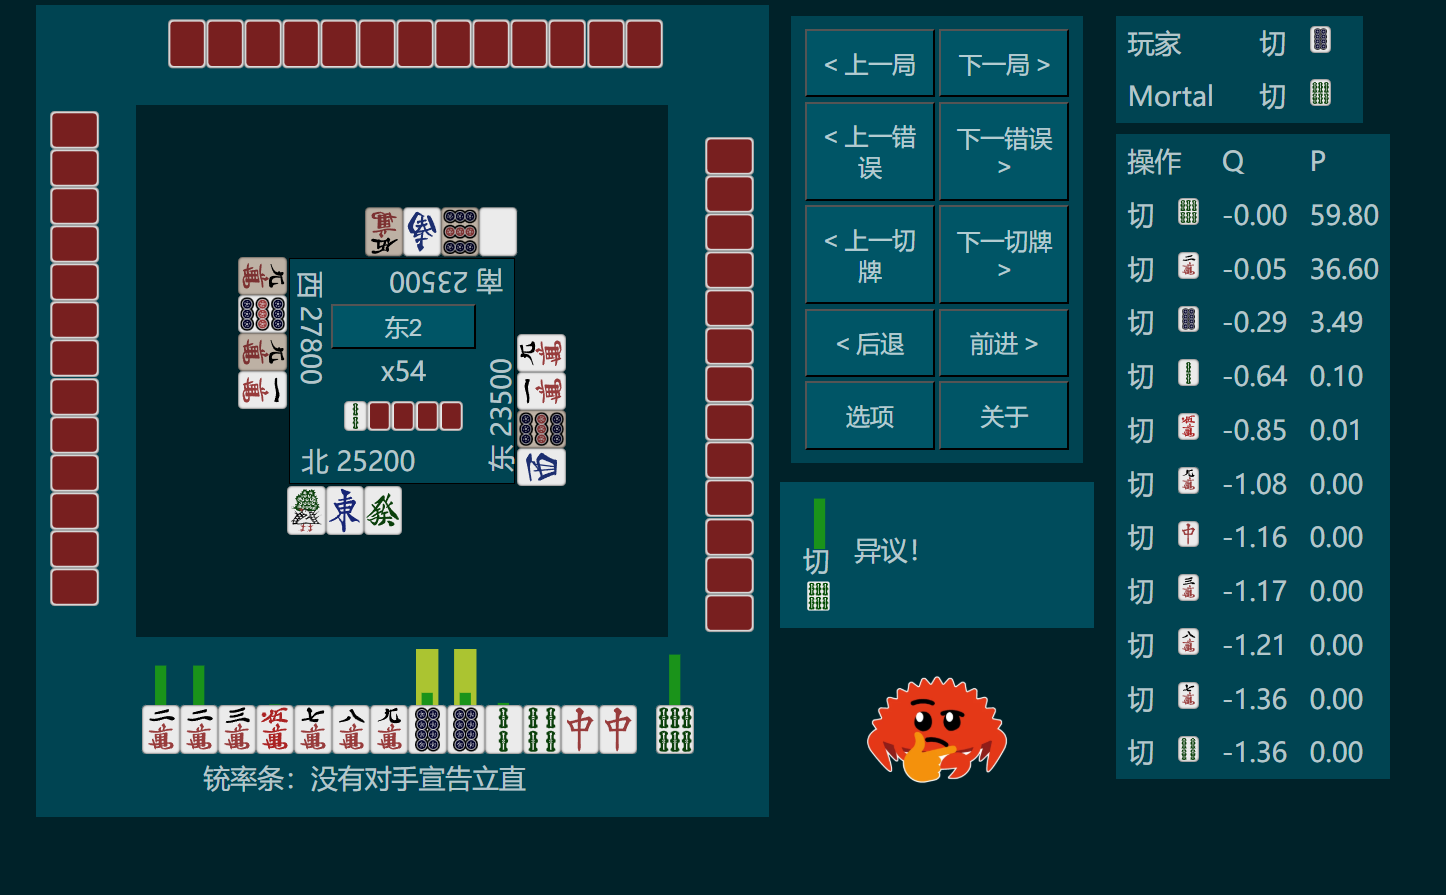 南 23500
西 27800
东2
x54
东 23500
北 25200
铳率条：没有对手宣告立直
< 上一局
下一局 >
< 上一错误
下一错误 >
< 上一切牌
下一切牌 >
< 后退
前进 >
选项
关于
切
异议！
玩家 切
Mortal 切
操作 Q P
切 -0.00 59.80
切 -0.05 36.60
切 -0.29 3.49
切 -0.64 0.10
切 -0.85 0.01
切 -1.08 0.00
切 -1.16 0.00
切 -1.17 0.00
切 -1.21 0.00
切 -1.36 0.00
切 -1.36 0.00